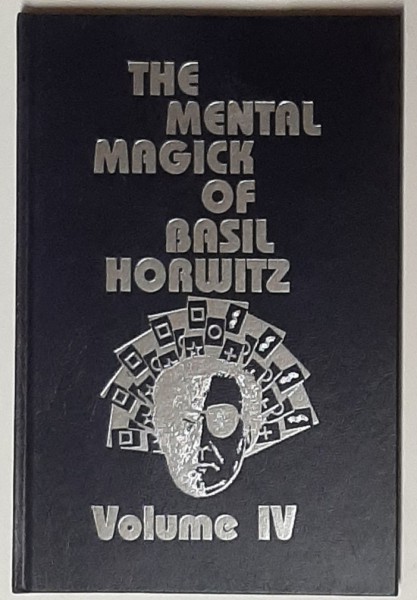 THE
MENTAL
MAGICK
OF
BASIL
HORWITZ
Volume IV